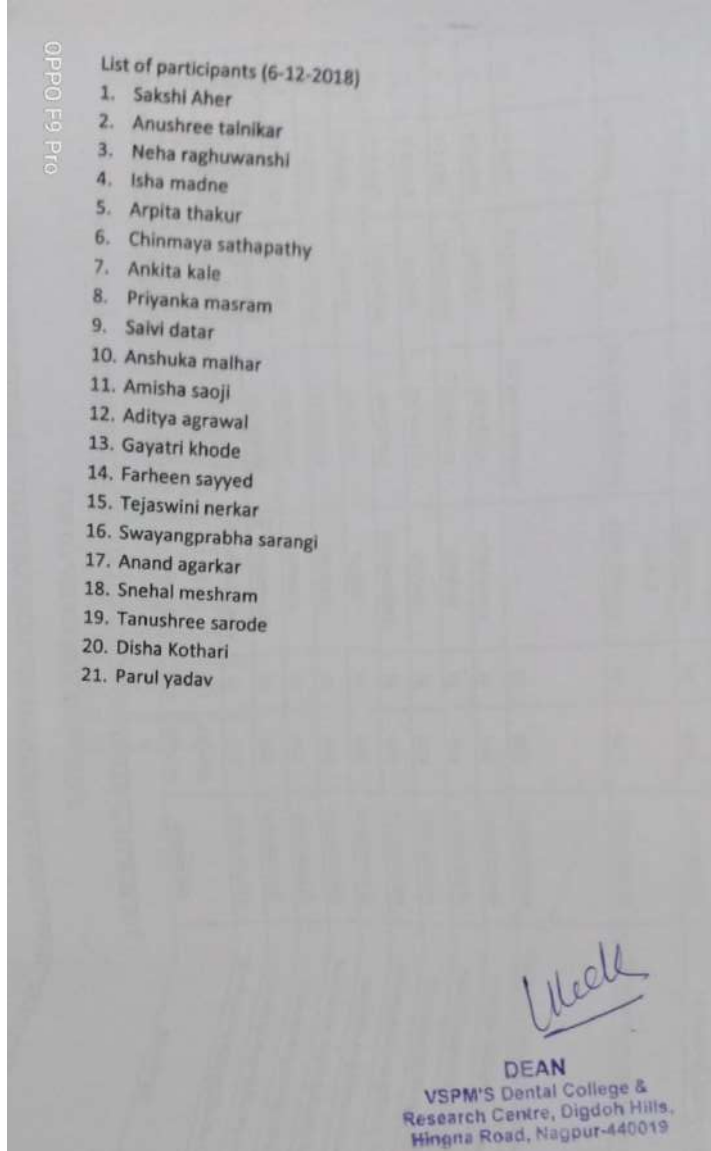 OPPO F9 Pro
List of participants (6-12-2018)
1. Sakshi Aher
2. Anushree talnikar
3. Neha raghuwanshi
4. Isha madne
5. Arpita thakur
6. Chinmaya sathapathy
7. Ankita kale
8. Priyanka masram
9. Saivi datar
10. Anshuka malhar
11. Amisha saoji
12. Aditya agrawal
13. Gayatri khode
14. Farheen sayyed
15. Tejaswini nerkar
16. Swayangprabha sarangi
17. Anand agarkar
18. Snehal meshram
19. Tanushree sarode
20. Disha Kothari
21. Parul yadav
DEAN
VSPM'S Dental College &
Research Centre, Digdoh Hills,
Hingna Road, Nagpur-440019